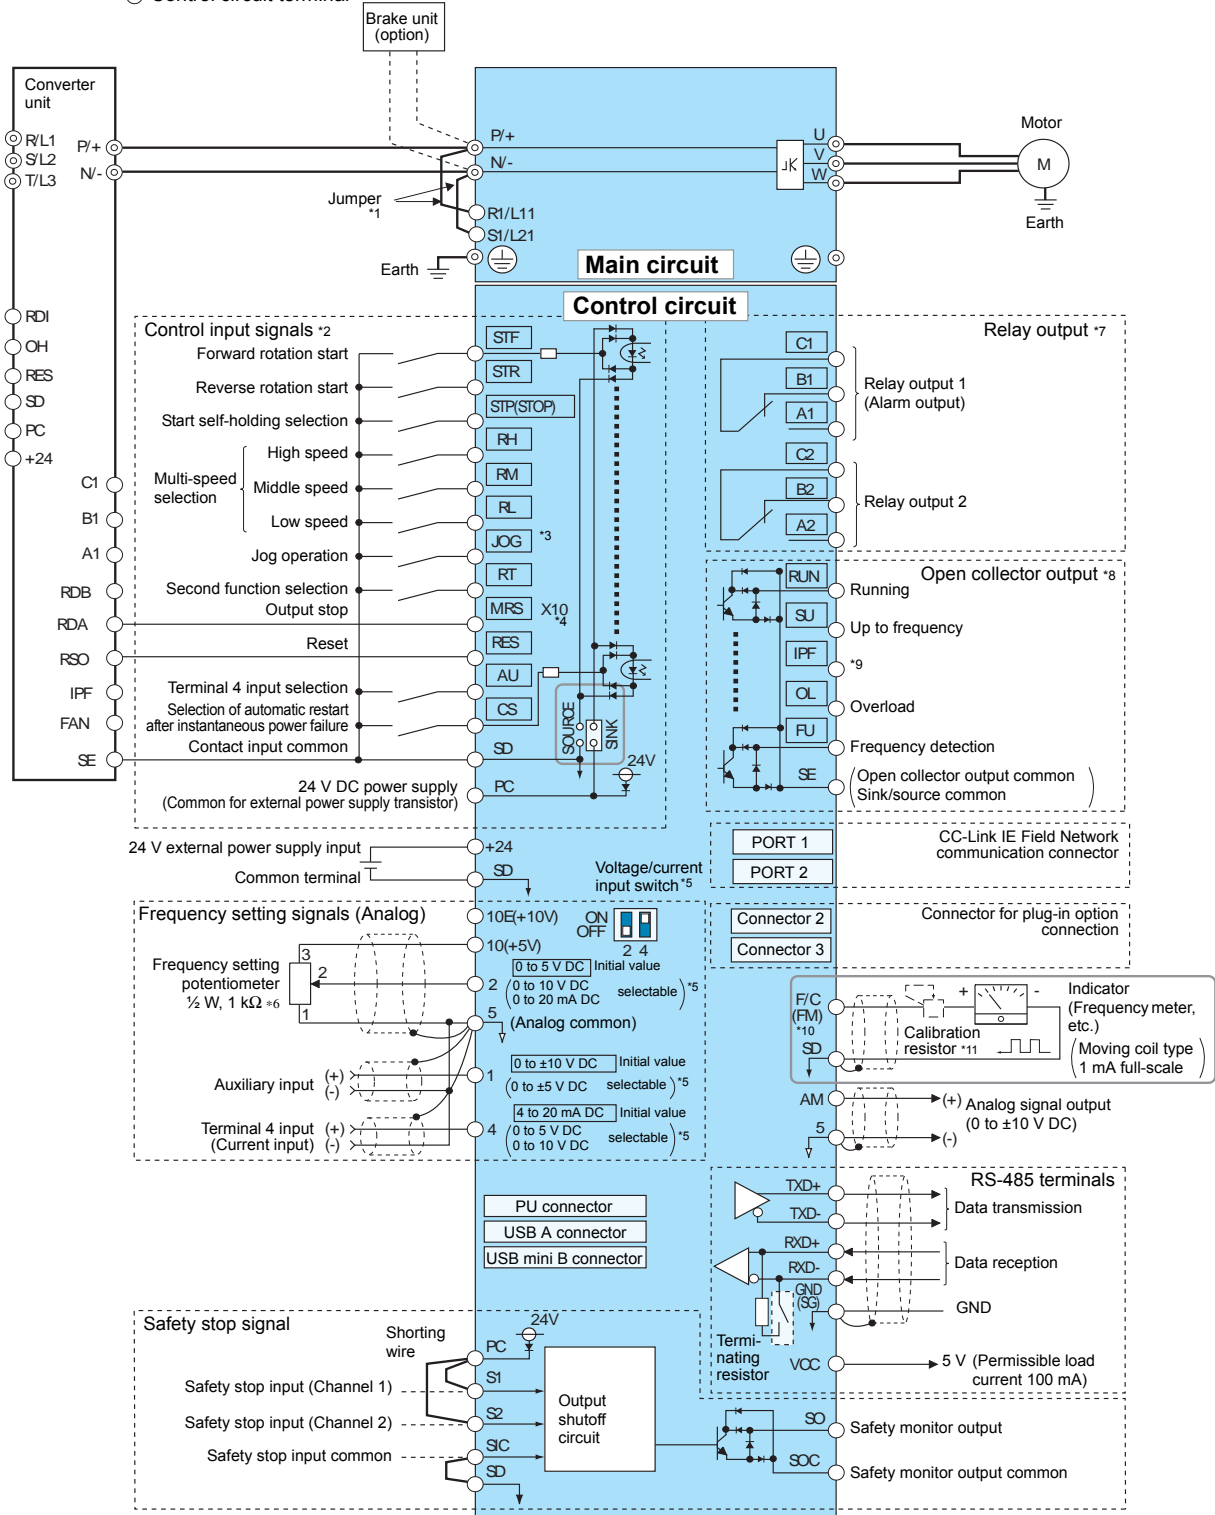 Control circuit terminal
Brake unit
(option)
Converter
unit
R/L1
S/L2
T/L3
P/+
N/-
P/+
N/-
Jumper
*1
R1/L11
S1/L21
Earth
U
V
W
Motor
M
Earth
Main circuit
Control circuit
RDI
OH
RES
SD
PC
+24
C1
B1
A1
RDB
RDA
RSO
IPF
FAN
SE
Control input signals *2
Forward rotation start
STF
Reverse rotation start
STR
Start self-holding selection
STP(STOP)
Multi-speed
selection
High speed
RH
Middle speed
RM
Low speed
RL
Jog operation
JOG *3
Second function selection
RT
Output stop
MRS X10
*4
Reset
RES
Terminal 4 input selection
AU
Selection of automatic restart
after instantaneous power failure
CS
Contact input common
SD
SOURCE
SINK
24V
24 V DC power supply
(Common for external power supply transistor)
PC
Relay output *7
C1
B1
A1
Relay output 1
(Alarm output)
C2
B2
A2
Relay output 2
Open collector output *8
RUN
Running
SU
Up to frequency
IPF
*9
OL
Overload
FU
Frequency detection
SE
(Open collector output common
Sink/source common)
24 V external power supply input
+24
Common terminal
SD
Voltage/current
input switch *5
PORT 1
PORT 2
CC-Link IE Field Network
communication connector
Connector 2
Connector 3
Connector for plug-in option
connection
Frequency setting signals (Analog)
10E(+10V)
ON
OFF
2 4
10(+5V)
Frequency setting
potentiometer
½ W, 1 kΩ *6
3
2
1
2
0 to 5 V DC Initial value
(0 to 10 V DC
0 to 20 mA DC selectable) *5
5
(Analog common)
Auxiliary input
(+)
(-)
1
0 to ±10 V DC Initial value
(0 to ±5 V DC selectable) *5
Terminal 4 input
(Current input)
(+)
(-)
4
4 to 20 mA DC Initial value
(0 to 5 V DC
0 to 10 V DC selectable) *5
F/C
(FM)
*10
SD
+ -
Calibration
resistor *11
Indicator
(Frequency meter,
etc.)
(Moving coil type
1 mA full-scale)
AM
5
(+)
(-)
Analog signal output
(0 to ±10 V DC)
RS-485 terminals
TXD+
TXD-
Data transmission
RXD+
RXD-
Data reception
GND
(SG)
GND
Termi-
nating
resistor
VCC
5 V (Permissible load
current 100 mA)
PU connector
USB A connector
USB mini B connector
Safety stop signal
Shorting
wire
24V
PC
Safety stop input (Channel 1)
S1
Safety stop input (Channel 2)
S2
Safety stop input common
SIC
SD
Output
shutoff
circuit
SO
Safety monitor output
SOC
Safety monitor output common